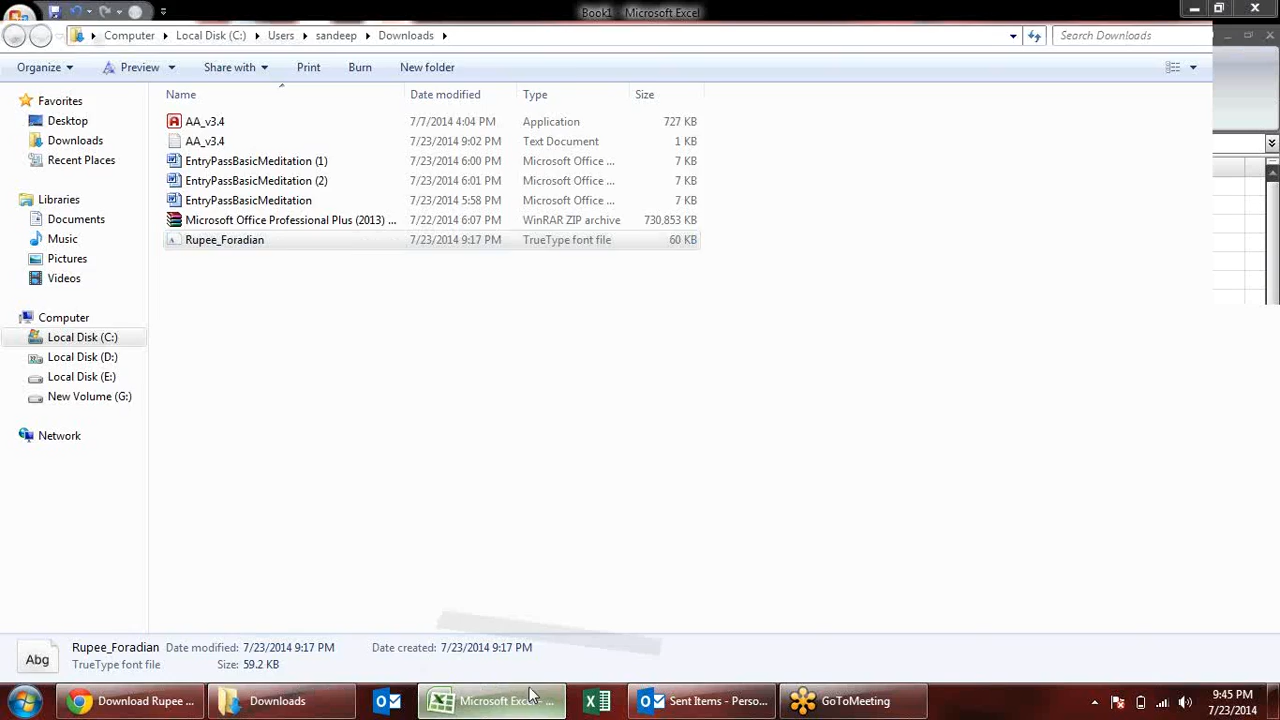 Book1 - Microsoft Excel
Computer Local Disk (C:) Users sandeep Downloads Search Downloads
Organize Preview Share with Print Burn New folder
Name Date modified Type Size
Favorites
Desktop
Downloads
Recent Places
Libraries
Documents
Music
Pictures
Videos
Computer
Local Disk (C:)
Local Disk (D:)
Local Disk (E:)
New Volume (G:)
Network
AA_v3.4 7/7/2014 4:04 PM Application 727 KB
AA_v3.4 7/23/2014 9:02 PM Text Document 1 KB
EntryPassBasicMeditation (1) 7/23/2014 6:00 PM Microsoft Office ... 7 KB
EntryPassBasicMeditation (2) 7/23/2014 6:01 PM Microsoft Office ... 7 KB
EntryPassBasicMeditation 7/23/2014 5:58 PM Microsoft Office ... 7 KB
Microsoft Office Professional Plus (2013) ... 7/22/2014 6:07 PM WinRAR ZIP archive 730,853 KB
Rupee_Foradian 7/23/2014 9:17 PM TrueType font file 60 KB
Abg
Rupee_Foradian Date modified: 7/23/2014 9:17 PM Date created: 7/23/2014 9:17 PM
TrueType font file Size: 59.2 KB
Download Rupee ... Downloads Microsoft Excel - ... Sent Items - Perso... GoToMeeting
9:45 PM
7/23/2014